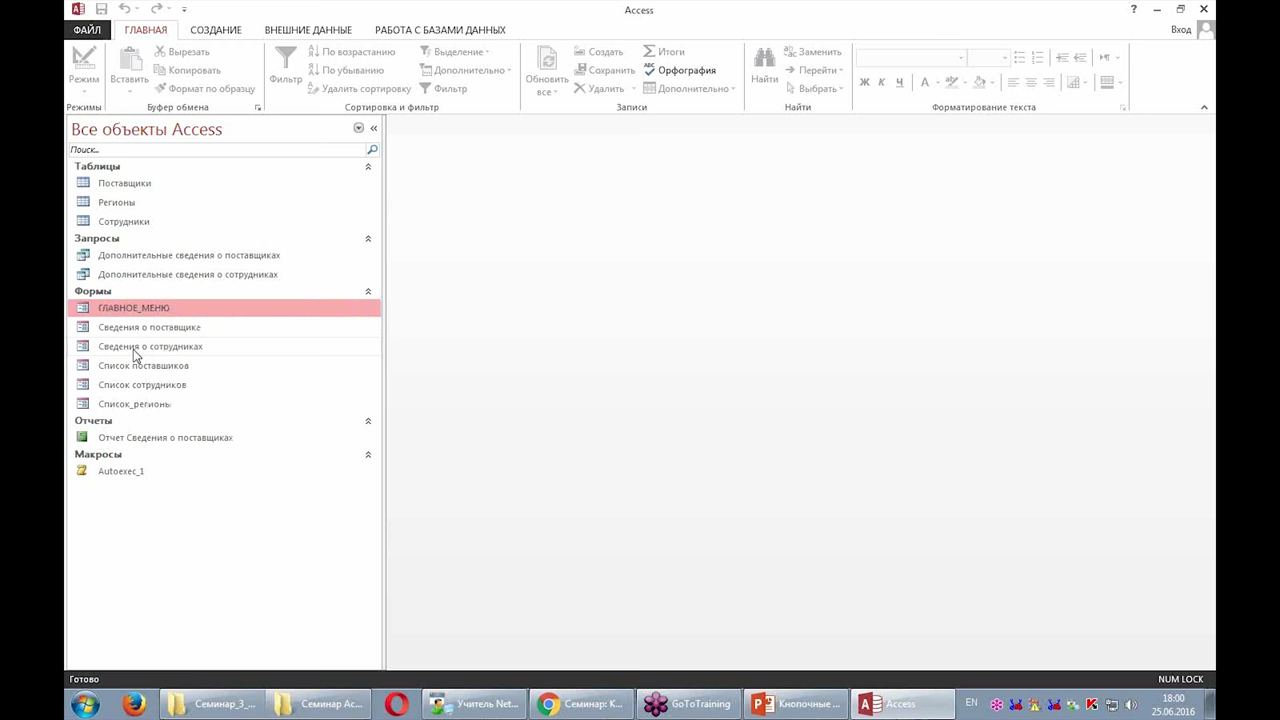 Access
?
ФАЙЛ ГЛАВНАЯ СОЗДАНИЕ ВНЕШНИЕ ДАННЫЕ РАБОТА С БАЗАМИ ДАННЫХ Вход
Режим
Режимы
Вставить
Вырезать
Копировать
Формат по образцу
Буфер обмена
Фильтр
По возрастанию
По убыванию
Удалить сортировку
Выделение
Дополнительно
Фильтр
Сортировка и фильтр
Обновить
все
Создать
Сохранить
Удалить
Итоги
Орфография
Дополнительно
Записи
Найти
Заменить
Перейти
Выбрать
Найти
Ж К Ч А
Форматирование текста
Все объекты Access
Поиск...
Таблицы
Поставщики
Регионы
Сотрудники
Запросы
Дополнительные сведения о поставщиках
Дополнительные сведения о сотрудниках
Формы
ГЛАВНОЕ_МЕНЮ
Сведения о поставщике
Сведения о сотрудниках
Список поставщиков
Список сотрудников
Список_регионы
Отчеты
Отчет Сведения о поставщиках
Макросы
Autoexec_1
Готово NUM LOCK
Семинар_3_... Семинар Ас... Учитель Net... Семинар: К... GoToTraining Кнопочные ... Access EN 18:00
25.06.2016